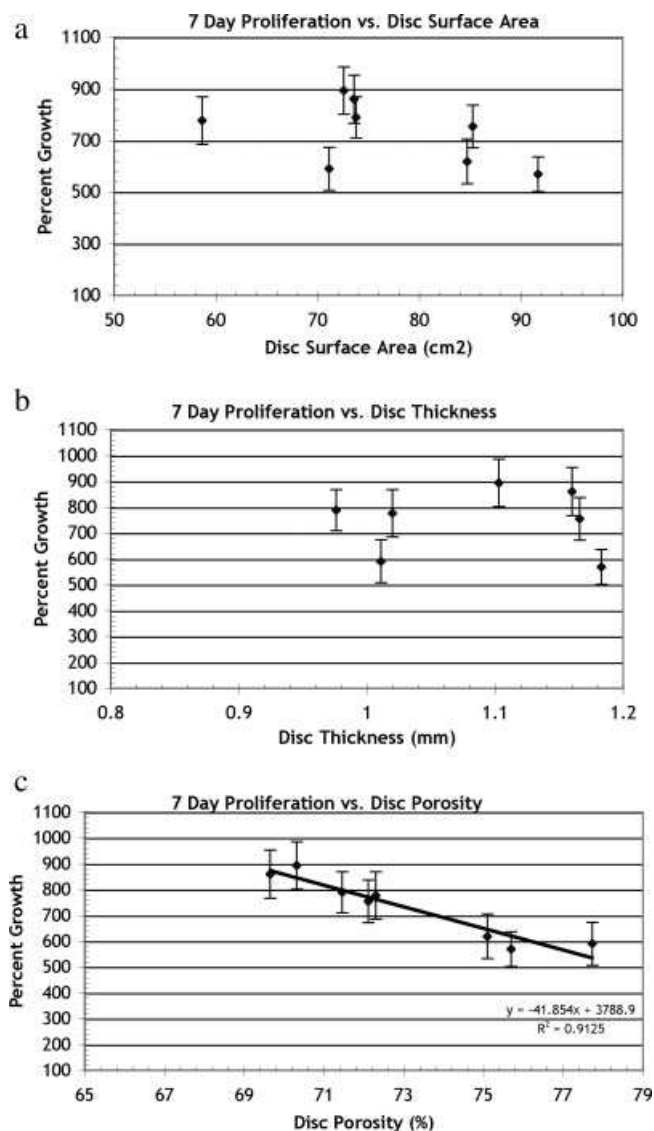 a
7 Day Proliferation vs. Disc Surface Area
1100
900
700
500
300
100
Percent Growth
50 60 70 80 90 100
Disc Surface Area (cm2)
b
7 Day Proliferation vs. Disc Thickness
1100
1000
900
800
700
600
500
400
300
200
100
Percent Growth
0.8 0.9 1 1.1 1.2
Disc Thickness (mm)
c
7 Day Proliferation vs. Disc Porosity
1100
1000
900
800
700
600
500
400
300
200
100
Percent Growth
y = -41.854x + 3788.9
R² = 0.9125
65 67 69 71 73 75 77 79
Disc Porosity (%)